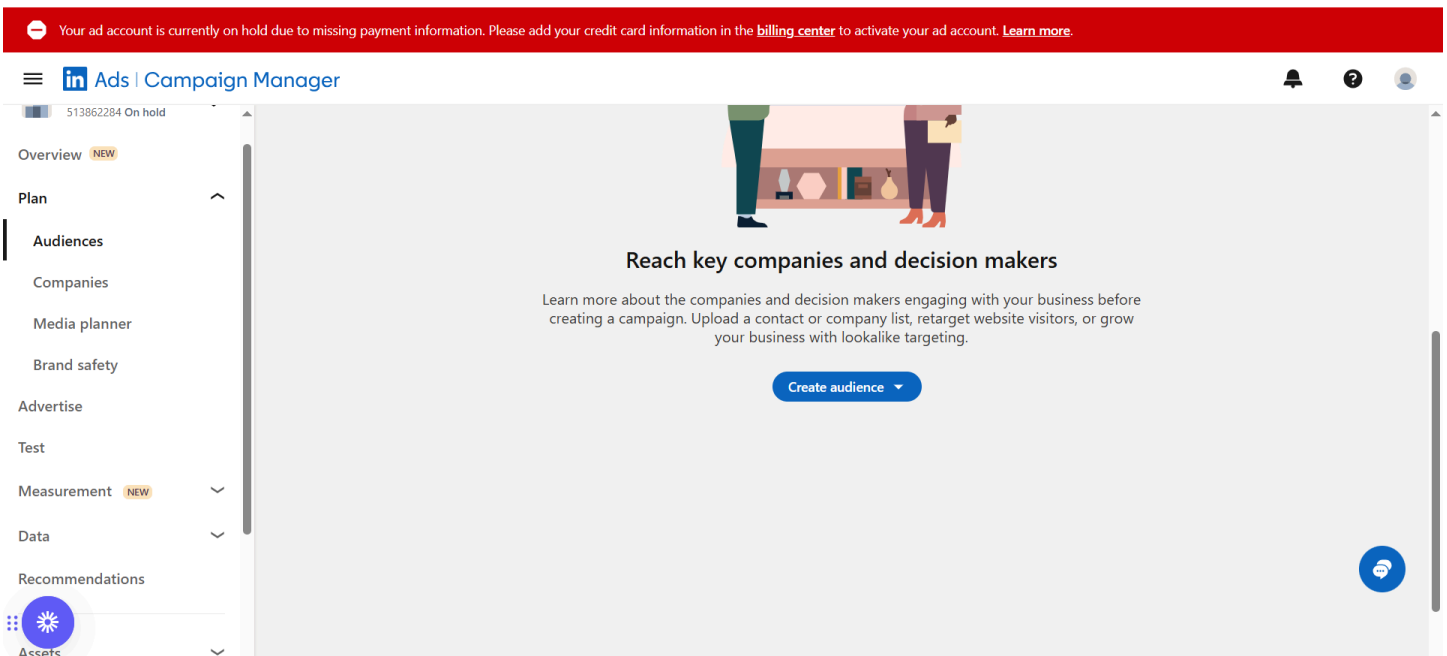 Your ad account is currently on hold due to missing payment information. Please add your credit card information in the billing center to activate your ad account. Learn more.
in Ads | Campaign Manager
513862284 On hold
Overview NEW
Plan
Audiences
Companies
Media planner
Brand safety
Advertise
Test
Measurement NEW
Data
Recommendations
Assets
Reach key companies and decision makers
Learn more about the companies and decision makers engaging with your business before
creating a campaign. Upload a contact or company list, retarget website visitors, or grow
your business with lookalike targeting.
Create audience